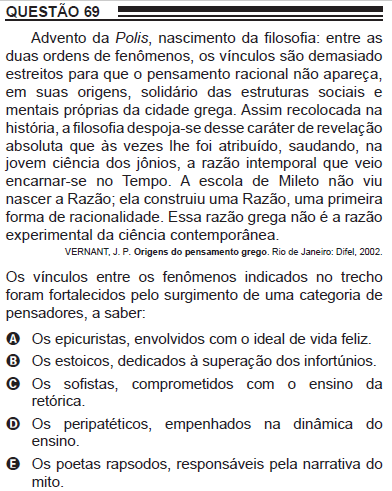 QUESTÃO 69
Advento da Polis, nascimento da filosofia: entre as
duas ordens de fenômenos, os vínculos são demasiado
estreitos para que o pensamento racional não apareça,
em suas origens, solidário das estruturas sociais e
mentais próprias da cidade grega. Assim recolocada na
história, a filosofia despoja-se desse caráter de revelação
absoluta que às vezes lhe foi atribuído, saudando, na
jovem ciência dos jônios, a razão intemporal que veio
encarnar-se no Tempo. A escola de Mileto não viu
nascer a Razão; ela construiu uma Razão, uma primeira
forma de racionalidade. Essa razão grega não é a razão
experimental da ciência contemporânea.
VERNANT, J. P. Origens do pensamento grego. Rio de Janeiro: Difel, 2002.
Os vínculos entre os fenômenos indicados no trecho
foram fortalecidos pelo surgimento de uma categoria de
pensadores, a saber:
A Os epicuristas, envolvidos com o ideal de vida feliz.
B Os estoicos, dedicados à superação dos infortúnios.
C Os sofistas, comprometidos com o ensino da
retórica.
D Os peripatéticos, empenhados na dinâmica do
ensino.
E Os poetas rapsodos, responsáveis pela narrativa do
mito.